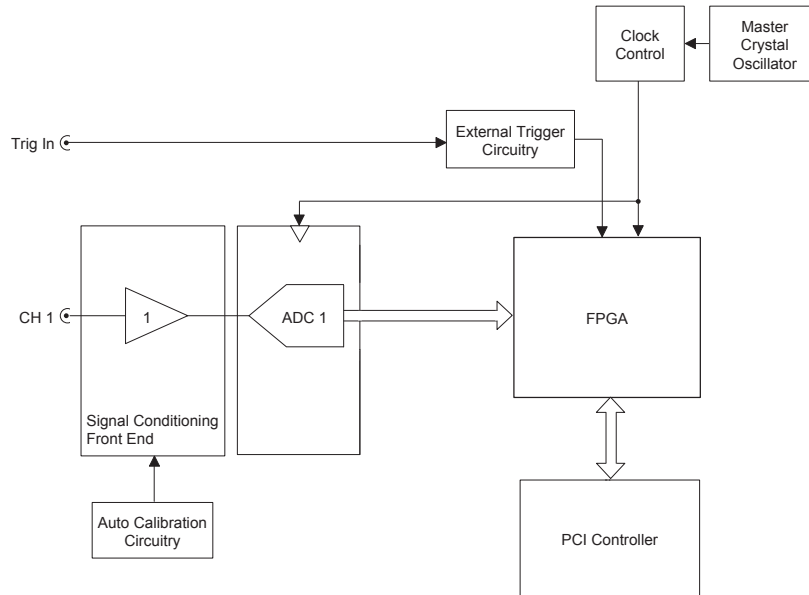 Clock
Control
Master
Crystal
Oscillator
Trig In
External Trigger
Circuitry
CH 1
1
ADC 1
FPGA
Signal Conditioning
Front End
Auto Calibration
Circuitry
PCI Controller